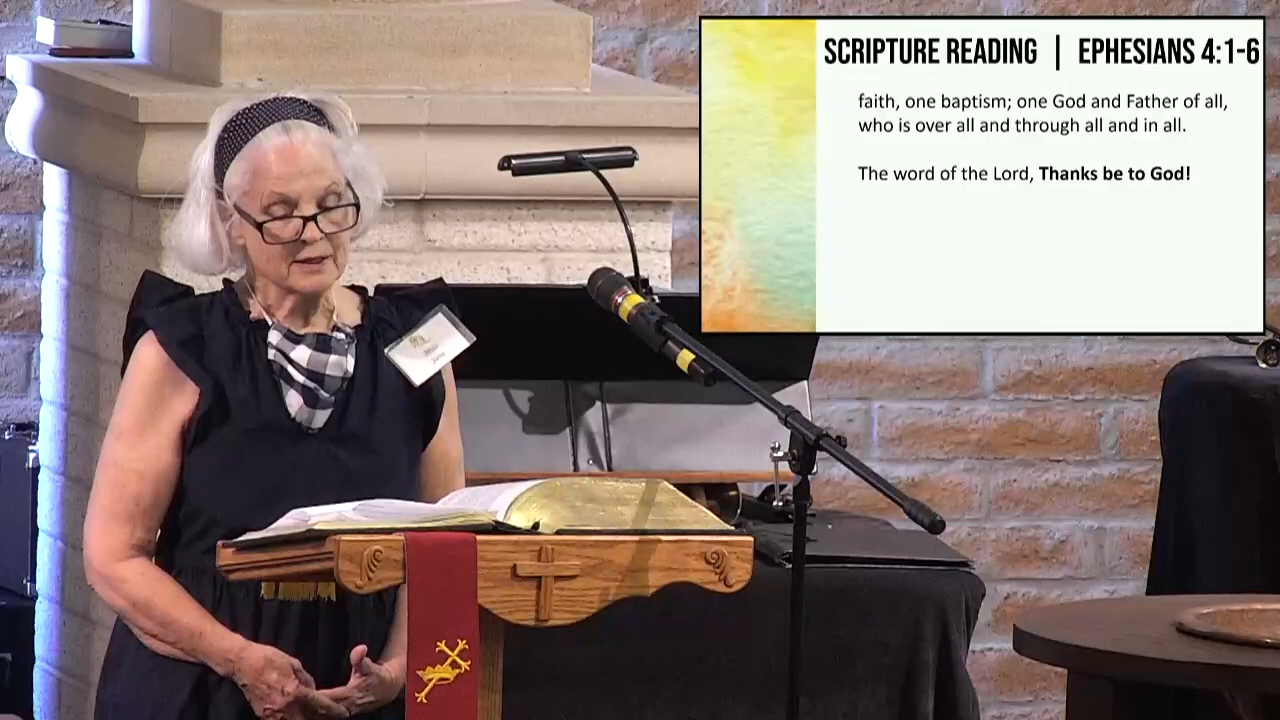 SCRIPTURE READING | EPHESIANS 4:1-6
faith, one baptism; one God and Father of all,
who is over all and through all and in all.
The word of the Lord, Thanks be to God!